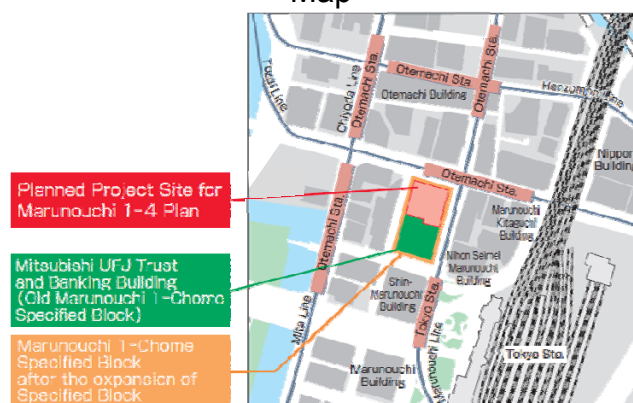 Map
Otemachi Sta.
Otemachi Building
Chiyoda Line
Otemachi Sta.
Otemachi Sta.
Hanzomon Line
Tozai Line
Nippon
Building
Otemachi Sta.
Planned Project Site for
Marunouchi 1-4 Plan
Otemachi Sta.
Marunouchi
Kitaguchi
Building
Mitsubishi UFJ Trust
and Banking Building
(Old Marunouchi 1-Chome
Specified Block)
Nihon Seimei
Marunouchi
Building
Shin-
Marunouchi
Building
Tokyo Sta.
Mita Line
Marunouchi Line
Marunouchi 1-Chome
Specified Block
after the expansion of
Specified Block
Marunouchi
Building
Tokyo Sta.